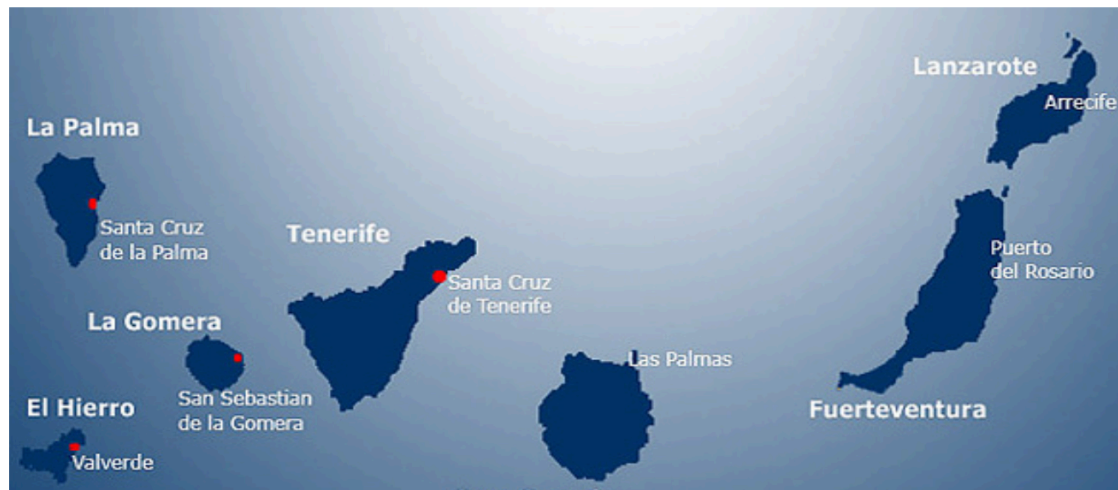 Lanzarote
Arrecife
La Palma
Santa Cruz
de la Palma
Tenerife
Puerto
del Rosario
Santa Cruz
de Tenerife
La Gomera
Las Palmas
San Sebastian
de la Gomera
El Hierro
Fuerteventura
Valverde